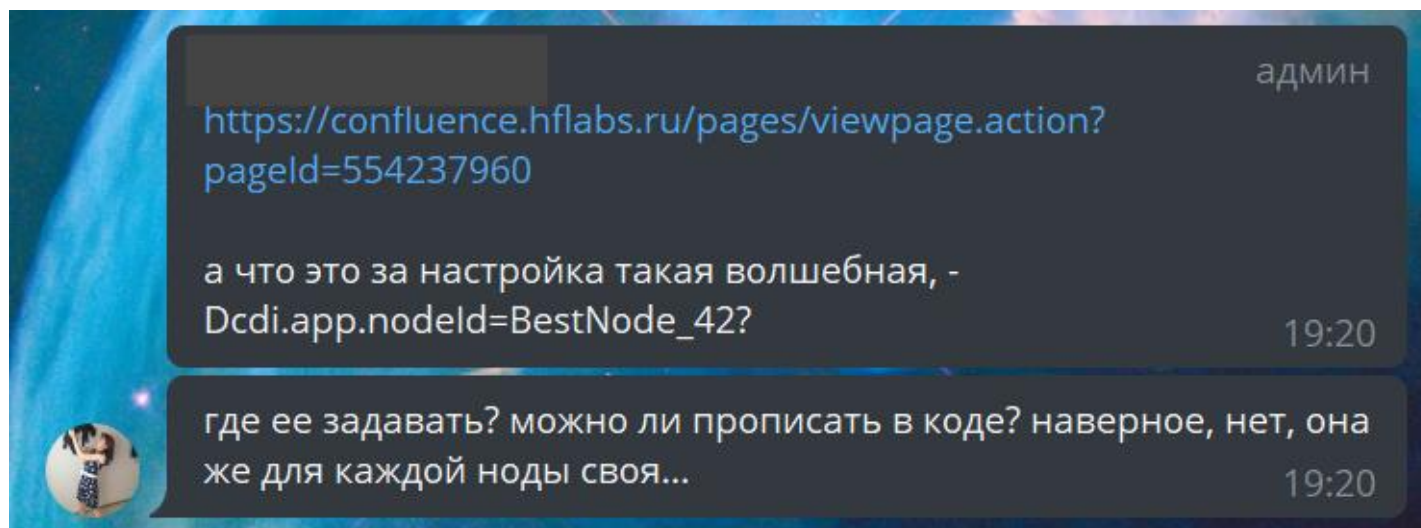 админ
https://confluence.hflabs.ru/pages/viewpage.action?
pageId=554237960
а что это за настройка такая волшебная, -
Dcdi.app.nodeId=BestNode_42?
19:20
где ее задавать? можно ли прописать в коде? наверное, нет, она
же для каждой ноды своя...
19:20